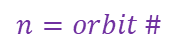 n = orbit #